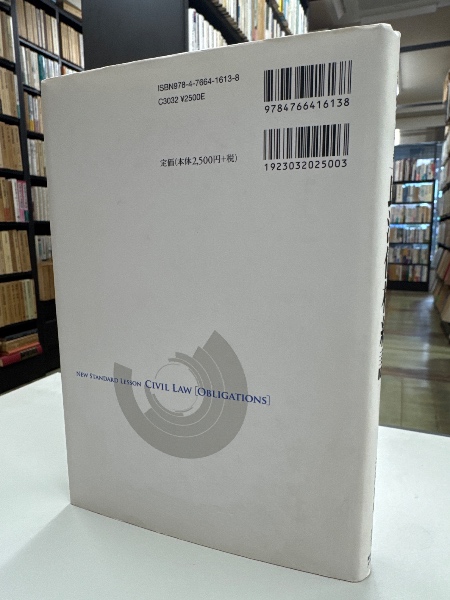 ISBN978-4-7664-1613-8
C3032 ¥2500E
9784766416138
定価(本体2,500円+税)
1923032025003
NEW STANDARD LESSON CIVIL LAW [OBLIGATIONS]